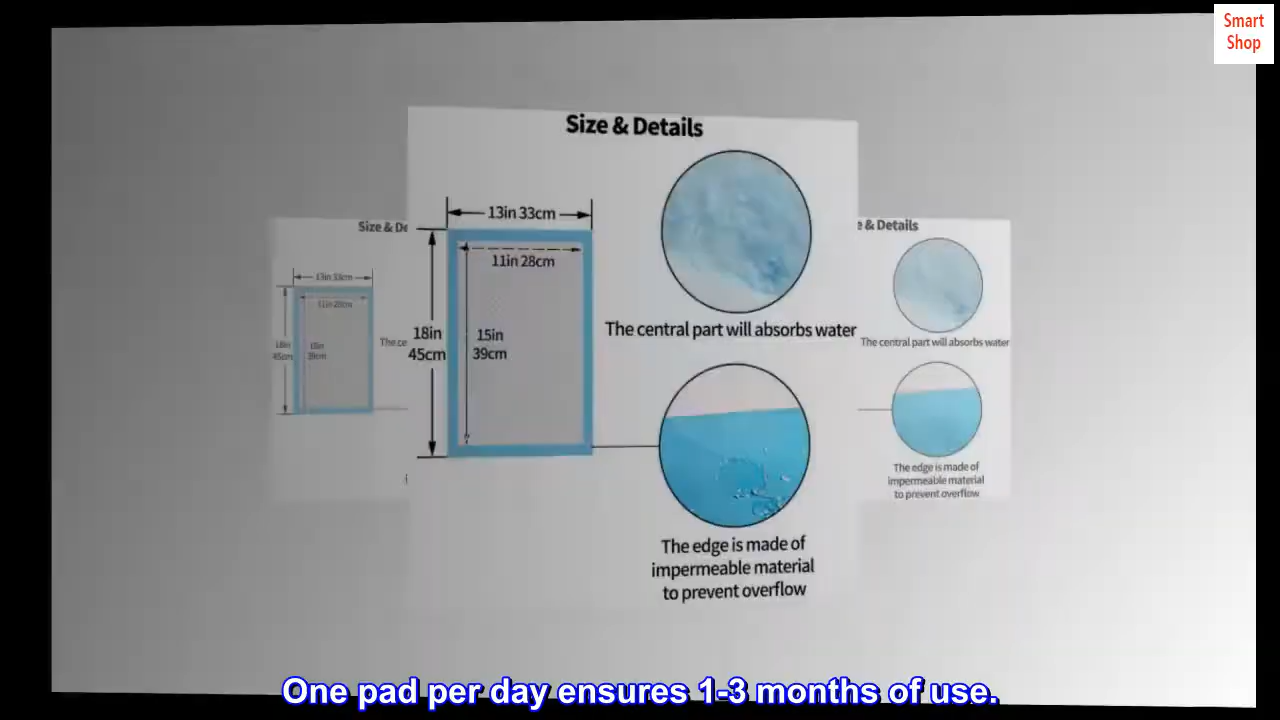 Smart
Shop
Size & Details
13in 33cm
11in 28cm
18in
45cm
15in
39cm
The central part will absorbs water
The edge is made of
impermeable material
to prevent overflow
Size & De
13in 33cm
11in 28cm
18in
45cm
15in
39cm
The ce
e & Details
The central part will absorbs water
The edge is made of
impermeable material
to prevent overflow
One pad per day ensures 1-3 months of use.